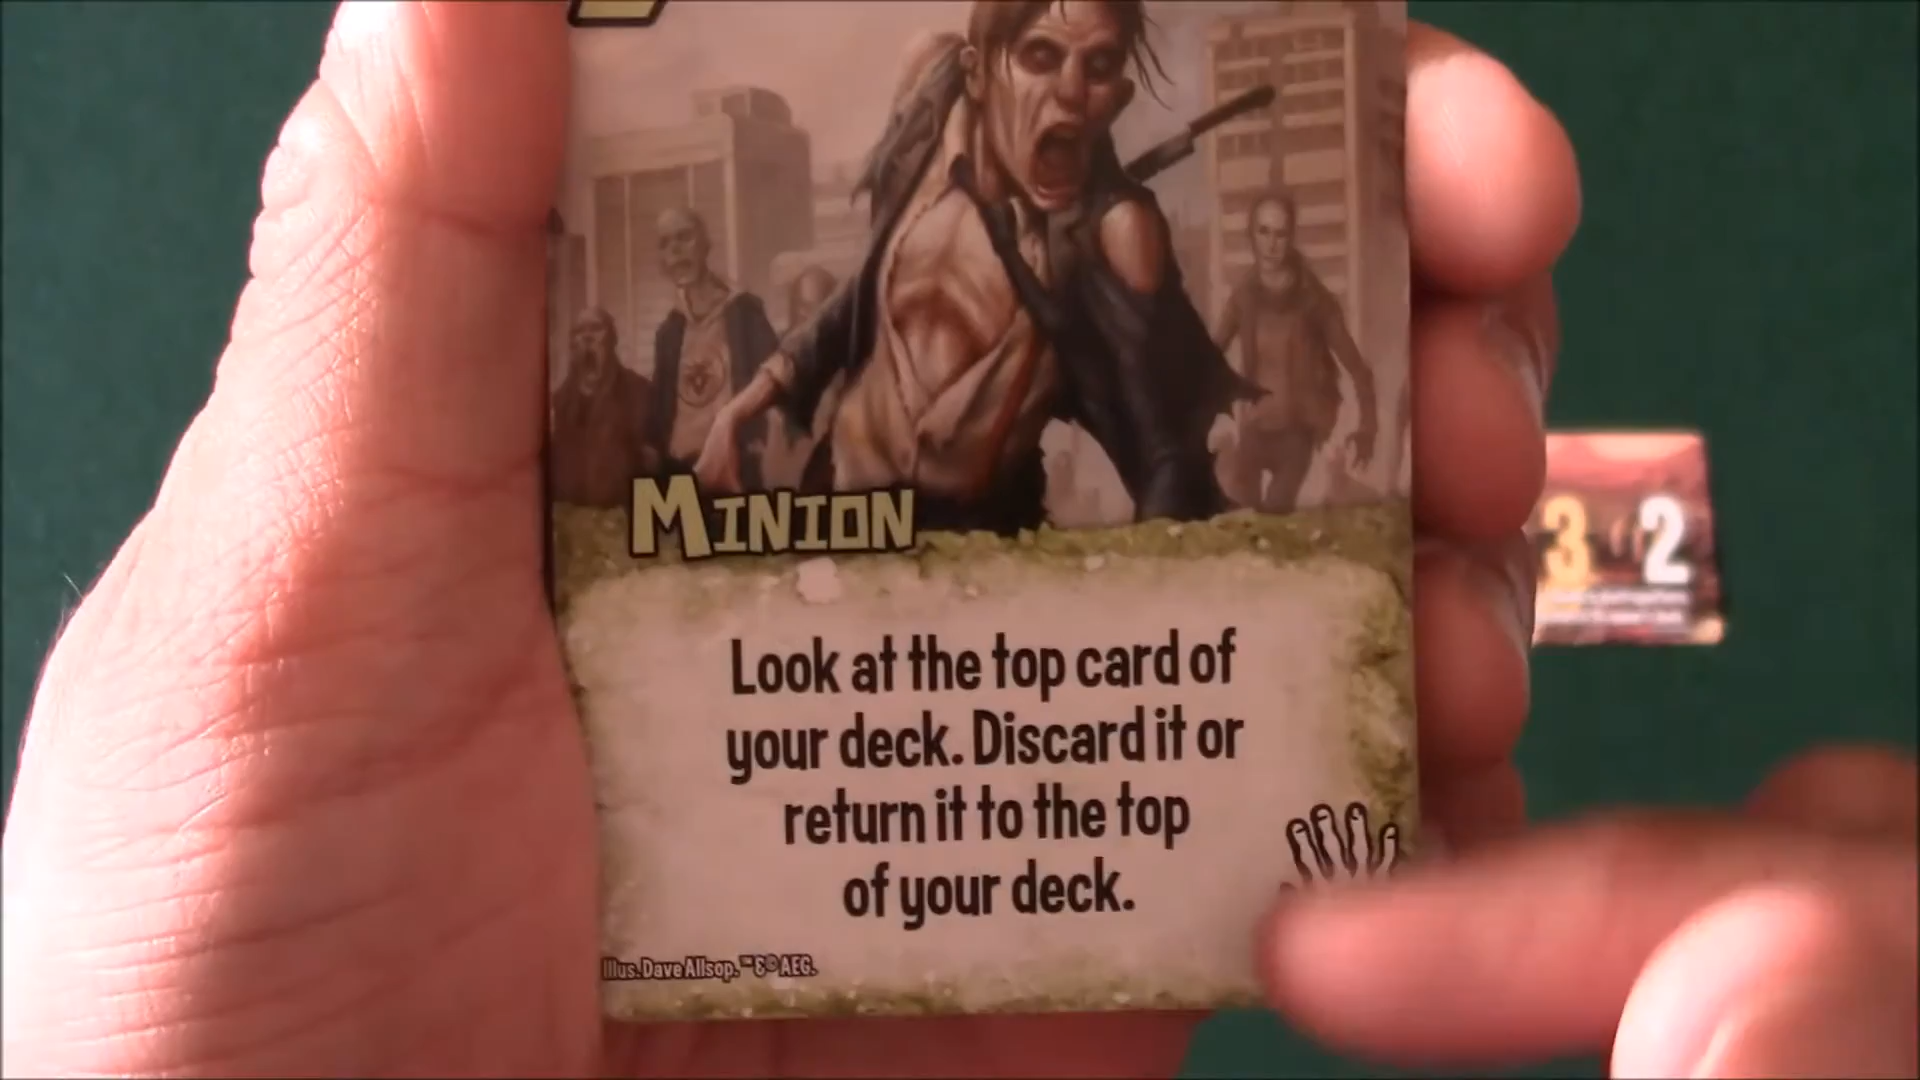 MINION
Look at the top card of
your deck. Discard it or
return it to the top
of your deck.
Illus. Dave Allsop. ™&© AEG.
3 2